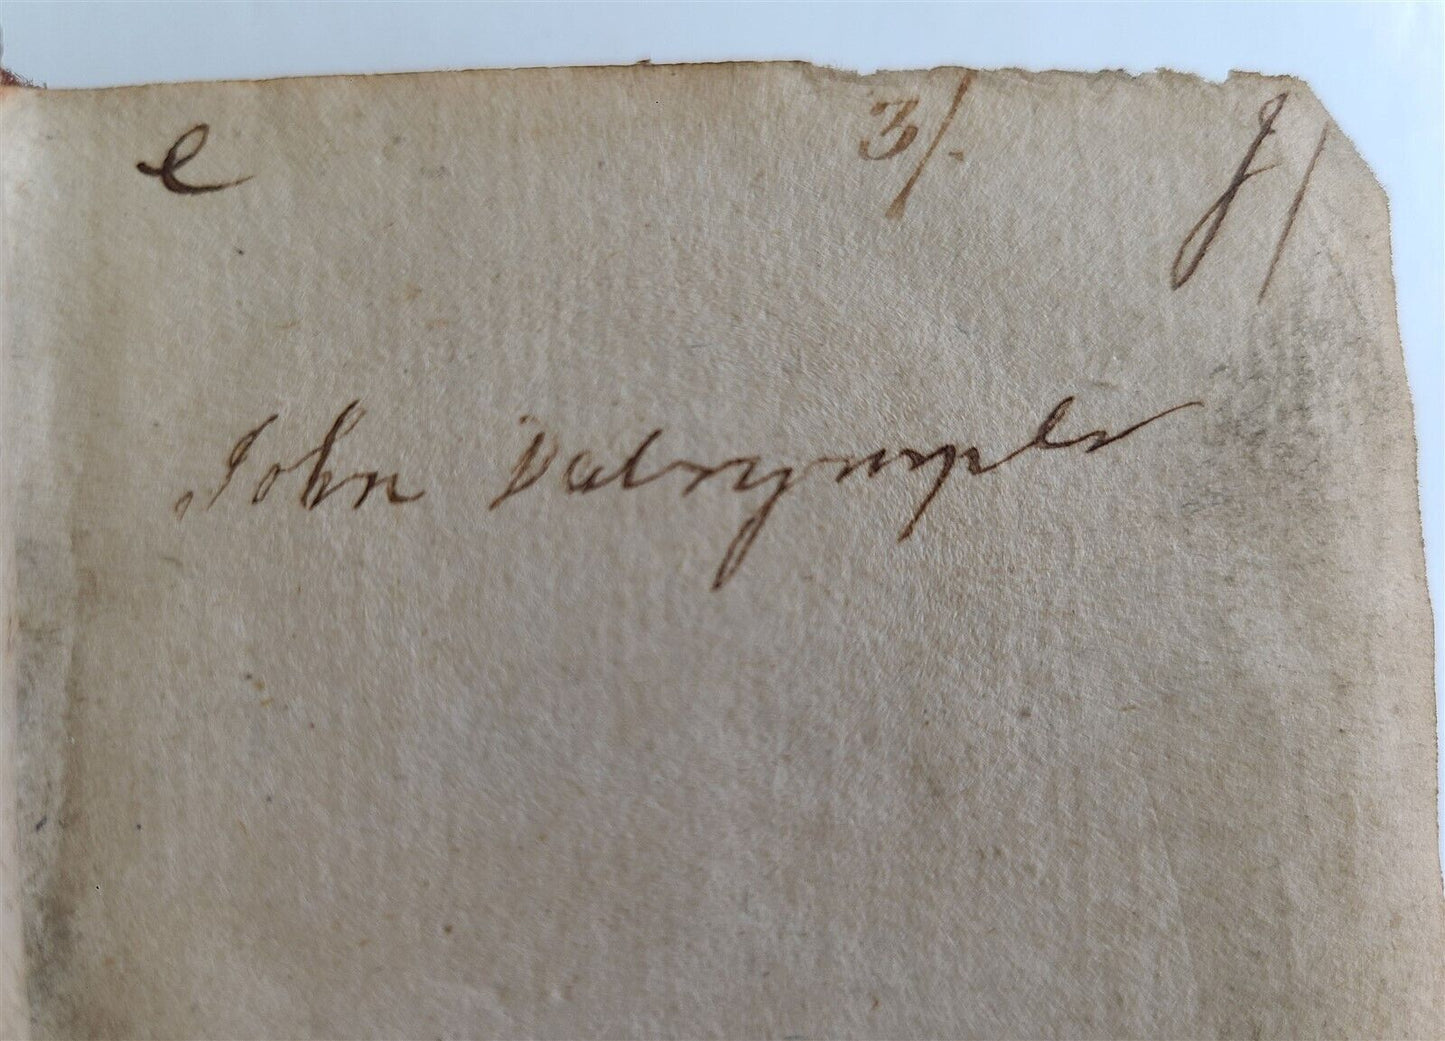 e 3/.
John Dalrymple